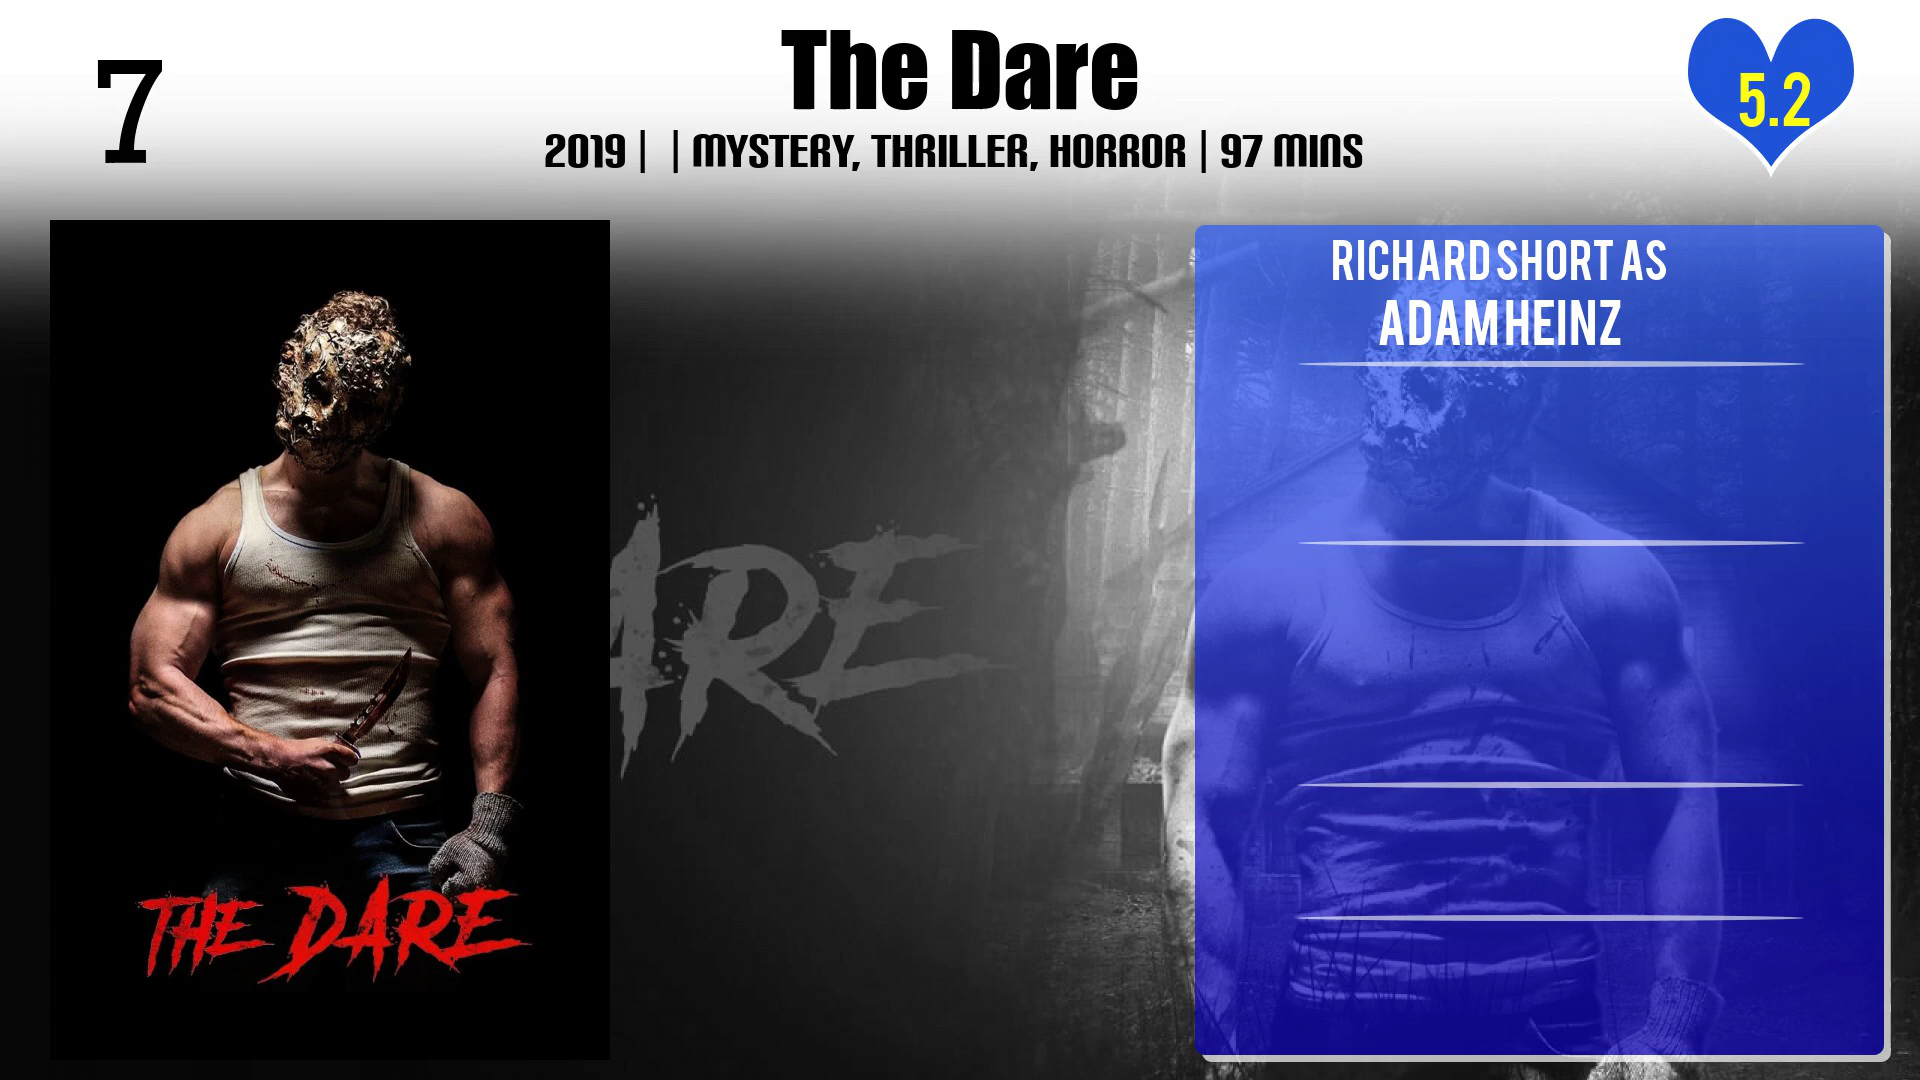 7
The Dare
5.2
2019 | | MYSTERY, THRILLER, HORROR | 97 MINS
RICHARD SHORT AS
ADAM HEINZ
ARE
THE DARE